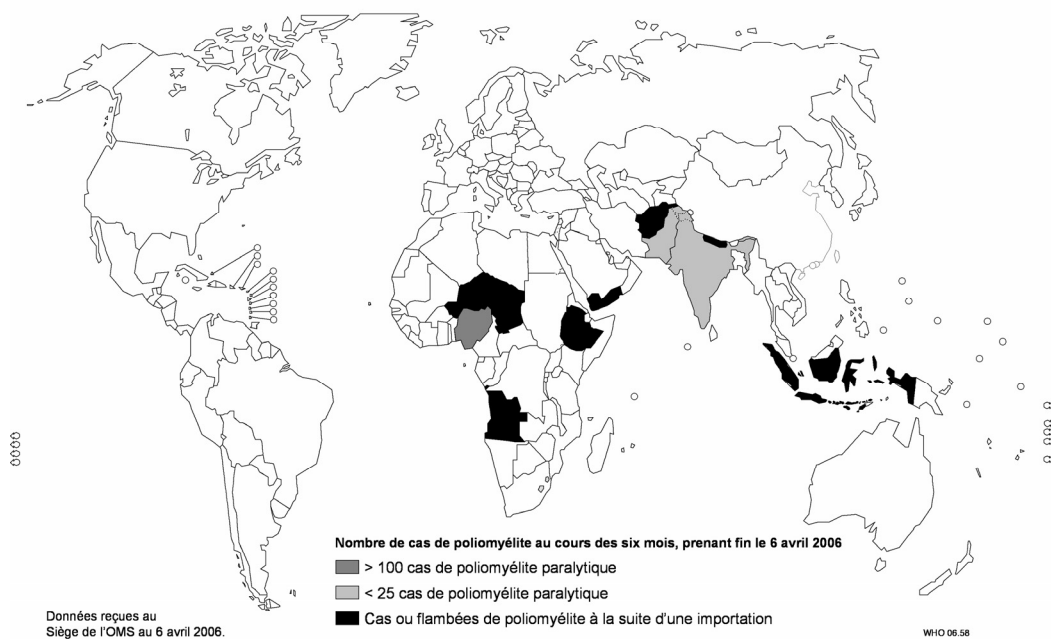 Nombre de cas de poliomyélite au cours des six mois, prenant fin le 6 avril 2006
> 100 cas de poliomyélite paralytique
< 25 cas de poliomyélite paralytique
Cas ou flambées de poliomyélite à la suite d'une importation
Données reçues au
Siège de l'OMS au 6 avril 2006.
WHO 06.58